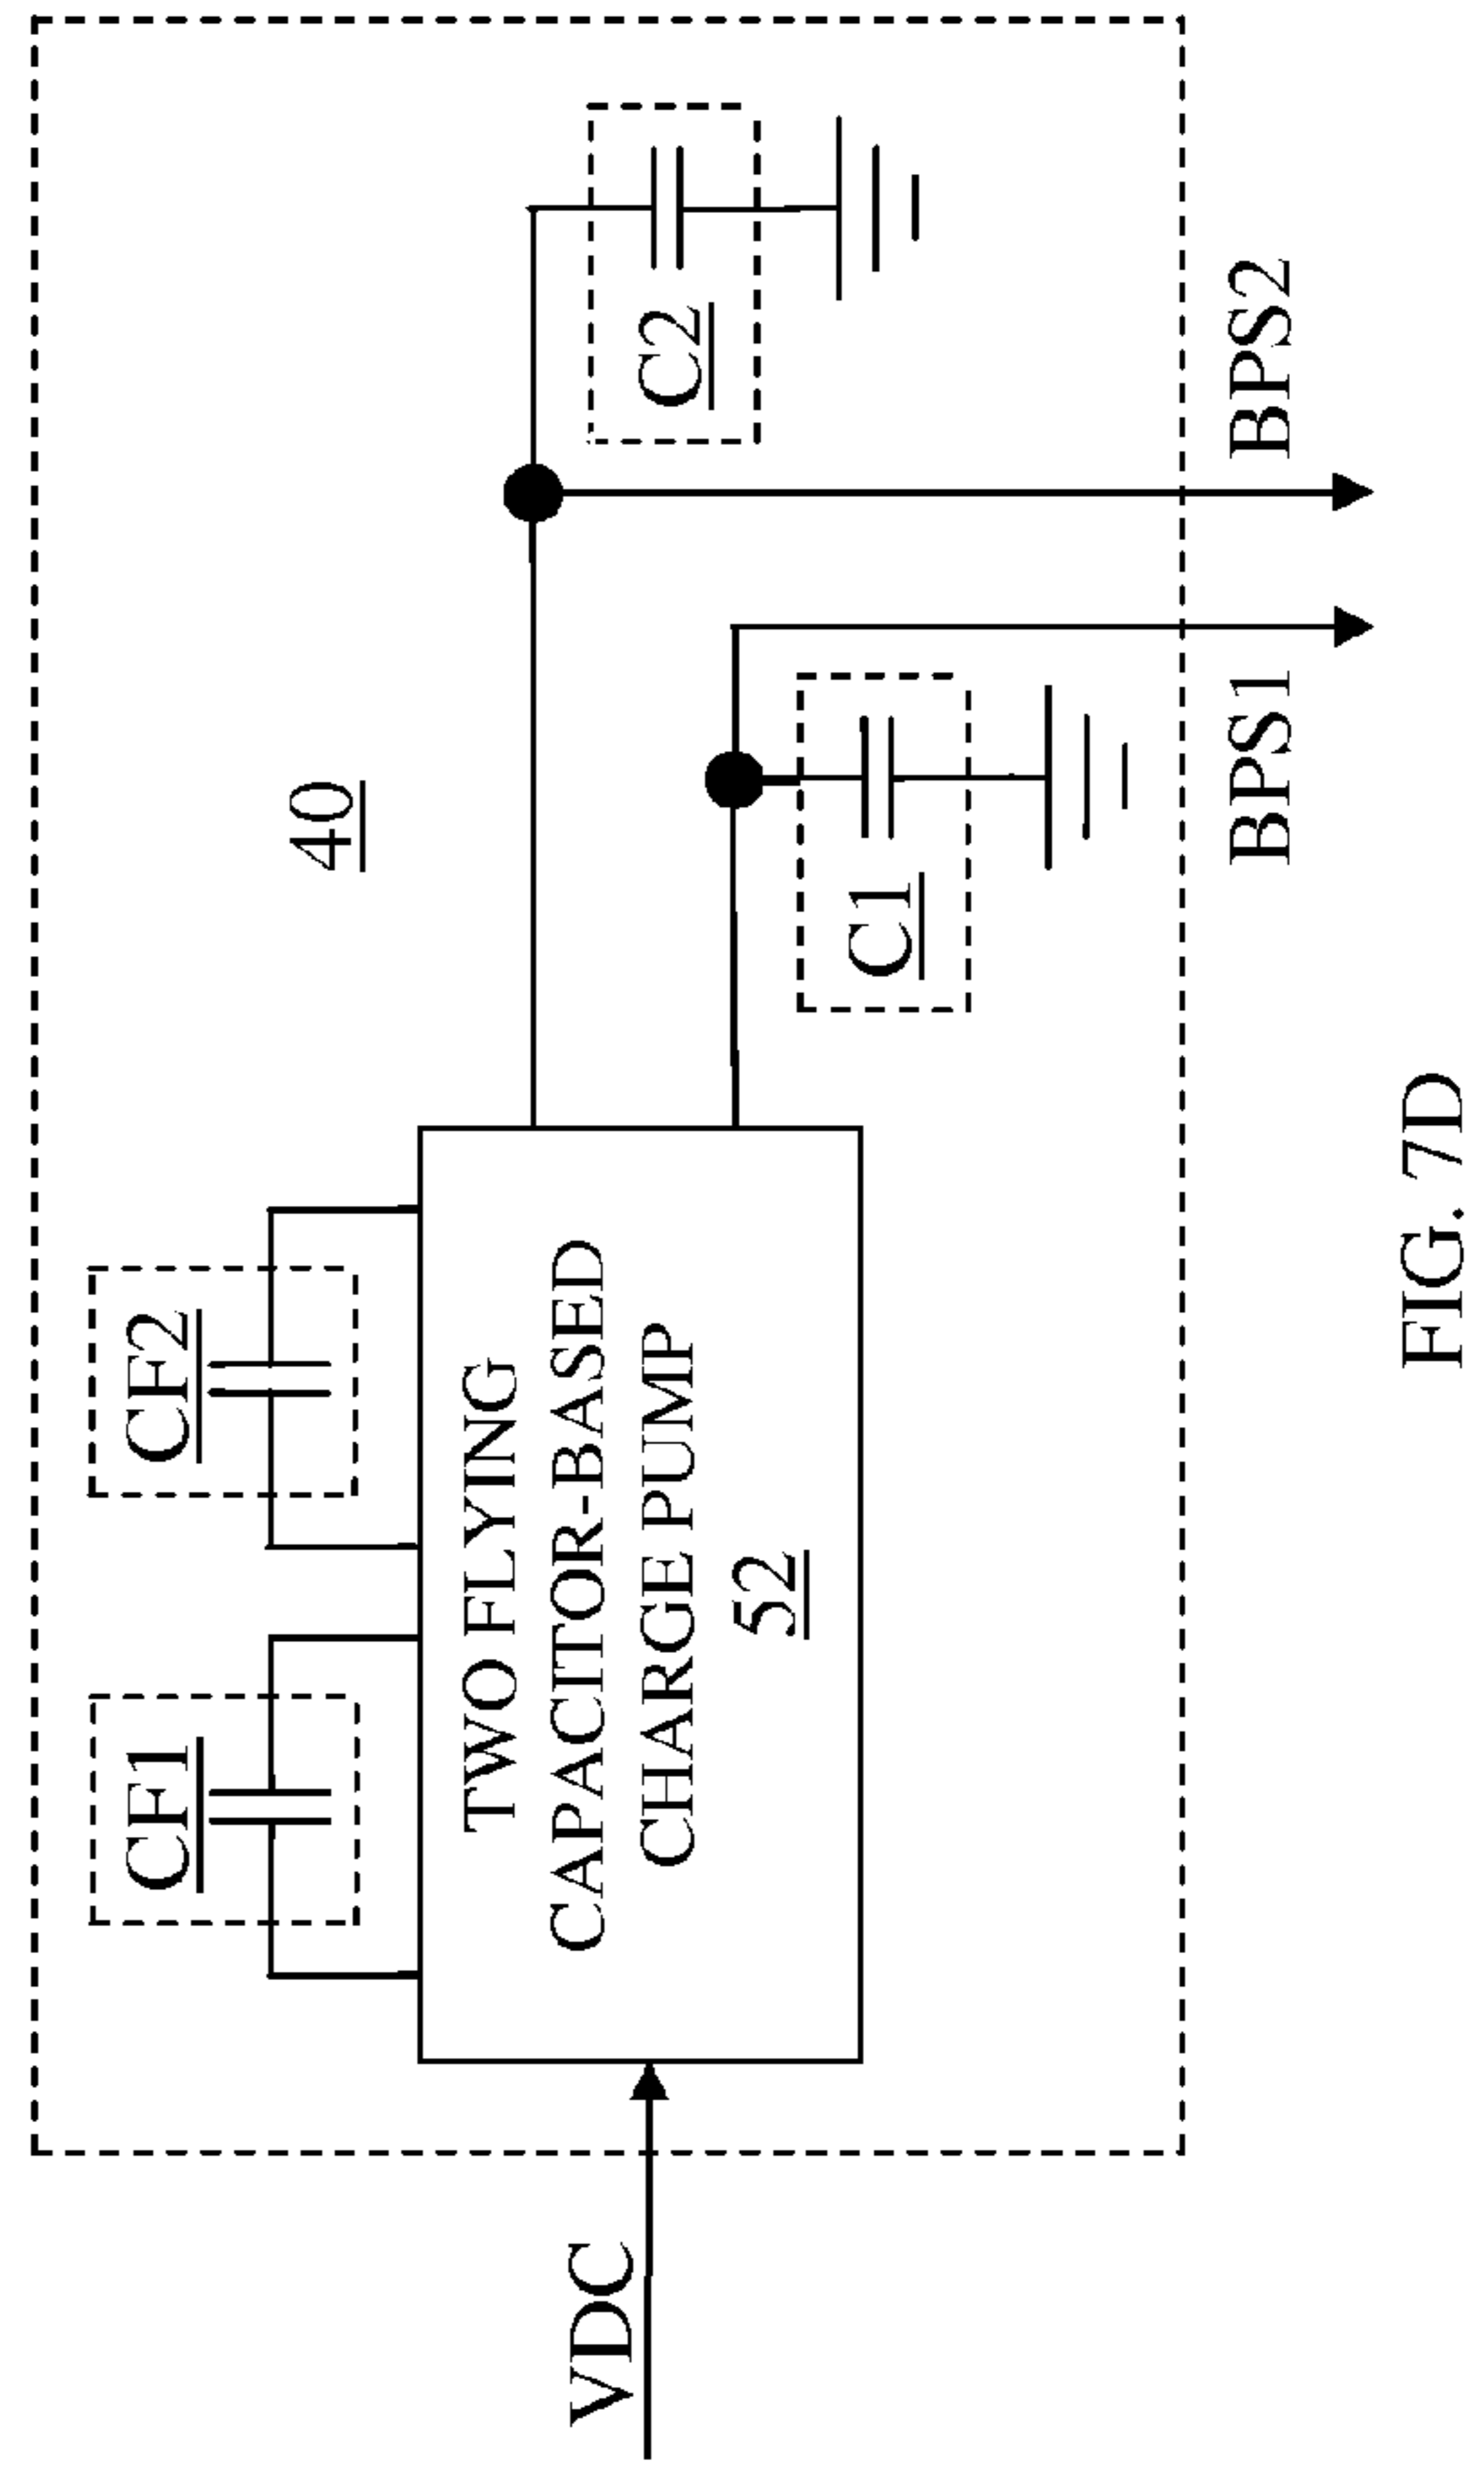 CF1
CF2
40
C2
TWO FLYING
CAPACITOR-BASED
CHARGE PUMP
52
VDC
C1
BPS1
BPS2
FIG. 7D